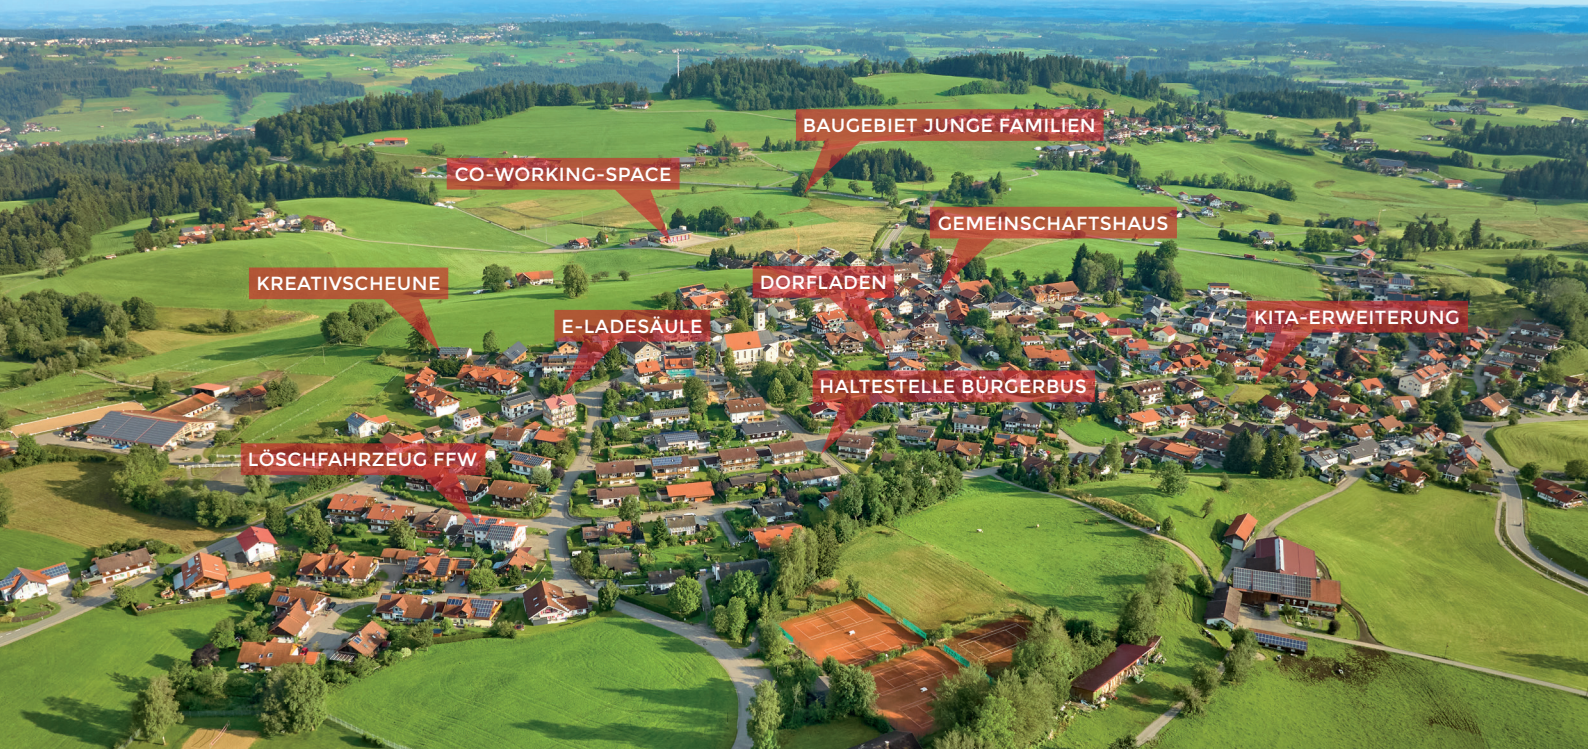 BAUGEBIET JUNGE FAMILIEN
CO-WORKING-SPACE
GEMEINSCHAFTSHAUS
KREATIVSCHEUNE
DORFLADEN
E-LADESÄULE
KITA-ERWEITERUNG
HALTESTELLE BÜRGERBUS
LÖSCHFAHRZEUG FFW